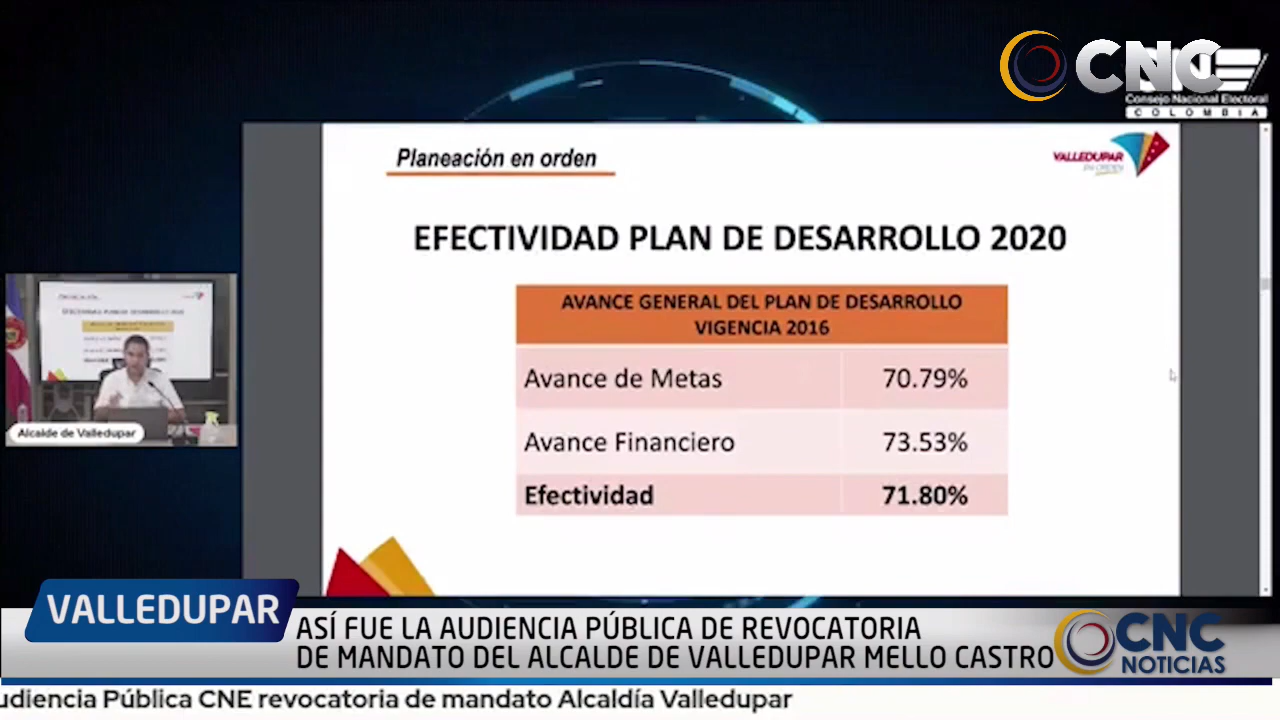 CNC
Consejo Nacional Electoral
COLOMBIA
Planeación en orden
VALLEDUPAR
EN ORDEN
EFECTIVIDAD PLAN DE DESARROLLO 2020
AVANCE GENERAL DEL PLAN DE DESARROLLO
VIGENCIA 2016
Avance de Metas 70.79%
Avance Financiero 73.53%
Efectividad 71.80%
Alcalde de Valledupar
VALLEDUPAR
ASÍ FUE LA AUDIENCIA PÚBLICA DE REVOCATORIA
DE MANDATO DEL ALCALDE DE VALLEDUPAR MELLO CASTRO
CNC
NOTICIAS
udiencia Pública CNE revocatoria de mandato Alcaldía Valledupar